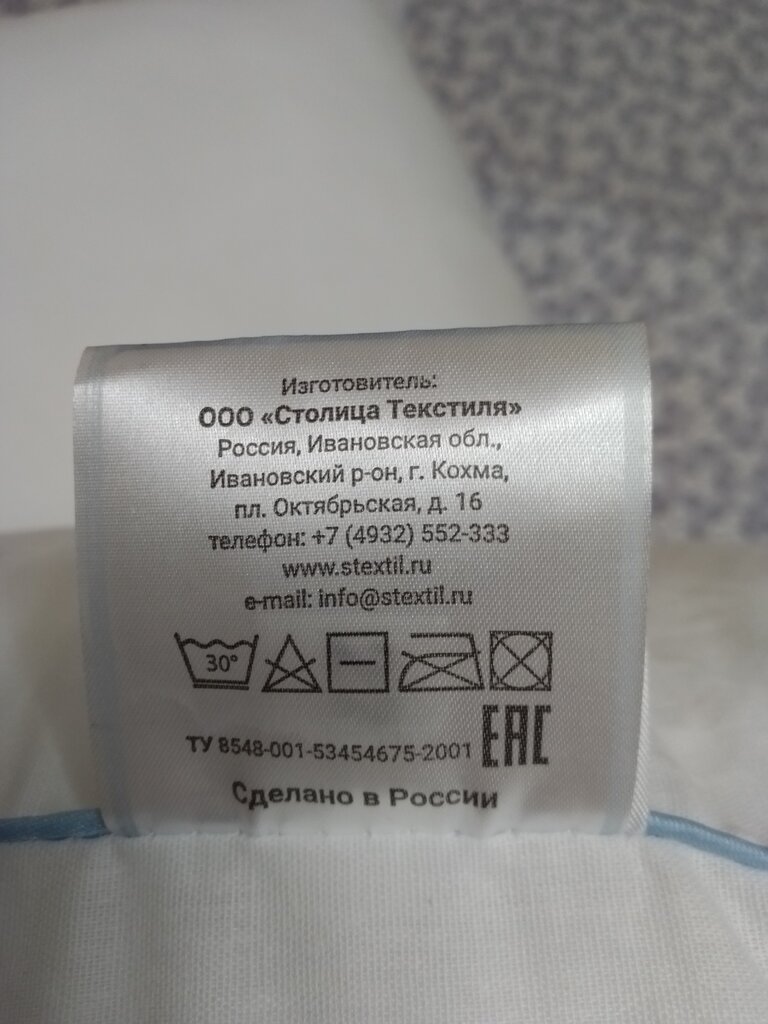 Изготовитель:
ООО «Столица Текстиля»
Россия, Ивановская обл.,
Ивановский р-он, г. Кохма,
пл. Октябрьская, д. 16
телефон: +7 (4932) 552-333
www.stextil.ru
e-mail: info@stextil.ru
30°
ТУ 8548-001-53454675-2001 ЕАС
Сделано в России